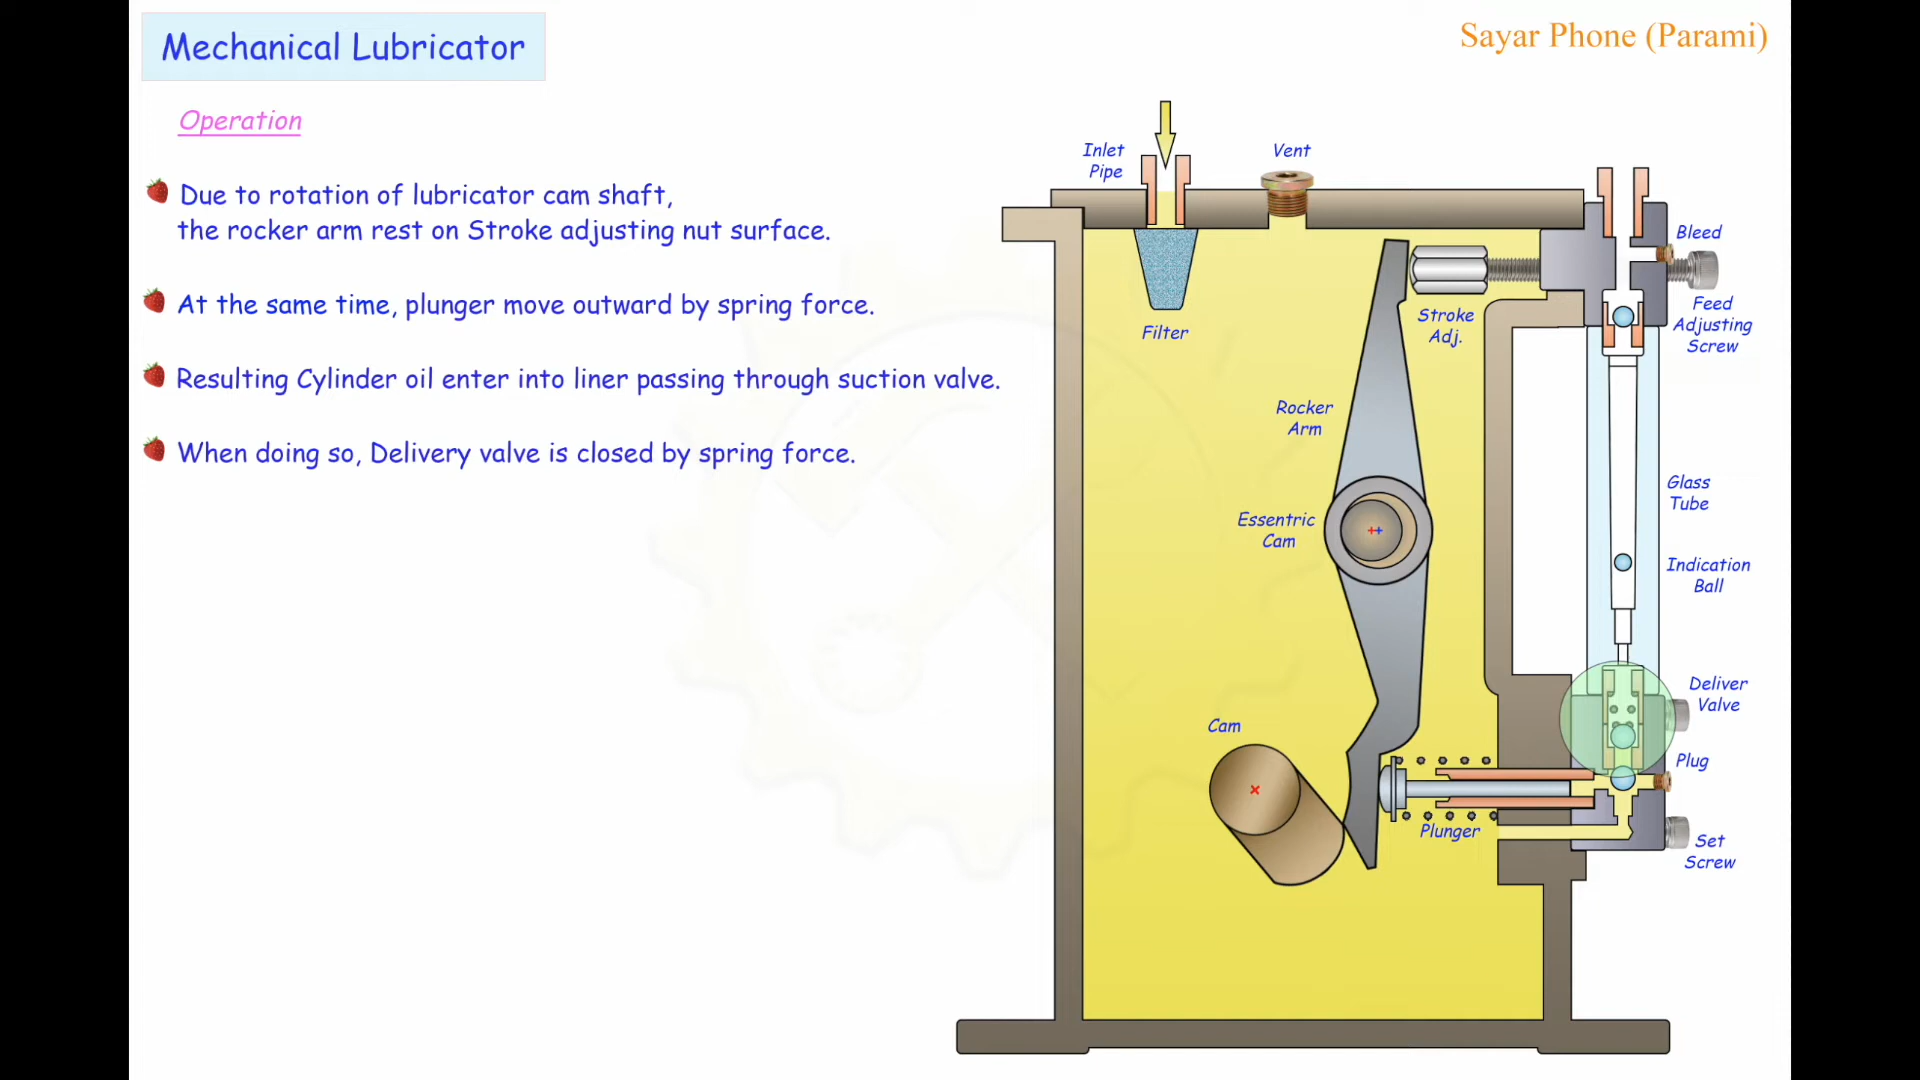 Mechanical Lubricator
Sayar Phone (Parami)
Operation
Due to rotation of lubricator cam shaft,
the rocker arm rest on Stroke adjusting nut surface.
At the same time, plunger move outward by spring force.
Resulting Cylinder oil enter into liner passing through suction valve.
When doing so, Delivery valve is closed by spring force.
Inlet
Pipe
Vent
Filter
Bleed
Stroke
Adj.
Feed
Adjusting
Screw
Rocker
Arm
Essentric
Cam
Glass
Tube
Indication
Ball
Cam
Deliver
Valve
Plug
Plunger
Set
Screw